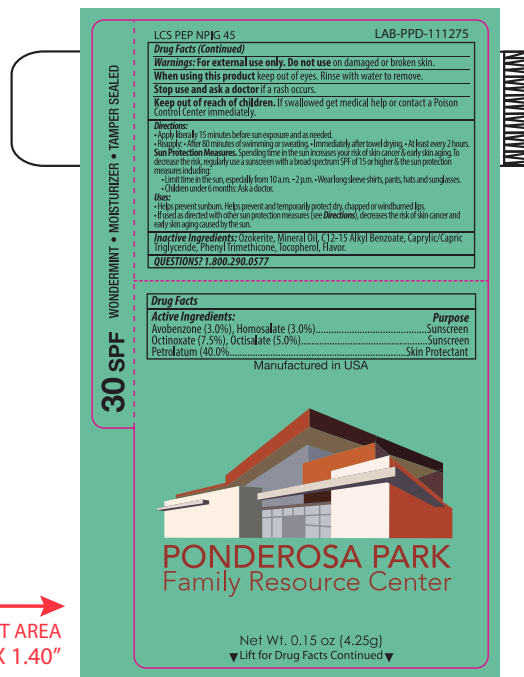 LCS PEP NPIG 45
LAB-PPD-111275
Drug Facts (Continued)
Warnings: For external use only. Do not use on damaged or broken skin.
When using this product keep out of eyes. Rinse with water to remove.
Stop use and ask a doctor if a rash occurs.
Keep out of reach of children. If swallowed get medical help or contact a Poison
Control Center immediately.
Directions:
• Apply liberally 15 minutes before sun exposure and as needed.
• Reapply: • After 80 minutes of swimming or sweating. • Immediately after towel drying. • At least every 2 hours.
Sun Protection Measures. Spending time in the sun increases your risk of skin cancer & early skin aging. To
decrease the risk, regularly use a sunscreen with a broad spectrum SPF of 15 or higher & the sun protection
measures including:
• Limit time in the sun, especially from 10 a.m. – 2 p.m. • Wear long sleeve shirts, pants, hats and sunglasses.
• Children under 6 months: Ask a doctor.
Uses:
• Helps prevent sunburn. Helps prevent and temporarily protect dry, chapped or windburned lips.
• If used as directed with other sun protection measures (see Directions), decreases the risk of skin cancer and
early skin aging caused by the sun.
Inactive Ingredients: Ozokerite, Mineral Oil, C12-15 Alkyl Benzoate, Caprylic/Capric
Triglyceride, Phenyl Trimethicone, Tocopherol, Flavor.
QUESTIONS? 1.800.290.0577
30 SPF WONDERMINT • MOISTURIZER • TAMPER SEALED
Drug Facts
Active Ingredients: Purpose
Avobenzone (3.0%), Homosalate (3.0%)..........Sunscreen
Octinoxate (7.5%), Octisalate (5.0%)..........Sunscreen
Petrolatum (40.0%..........Skin Protectant
Manufactured in USA
PONDEROSA PARK
Family Resource Center
T AREA
X 1.40”
Net Wt. 0.15 oz (4.25g)
▼Lift for Drug Facts Continued▼